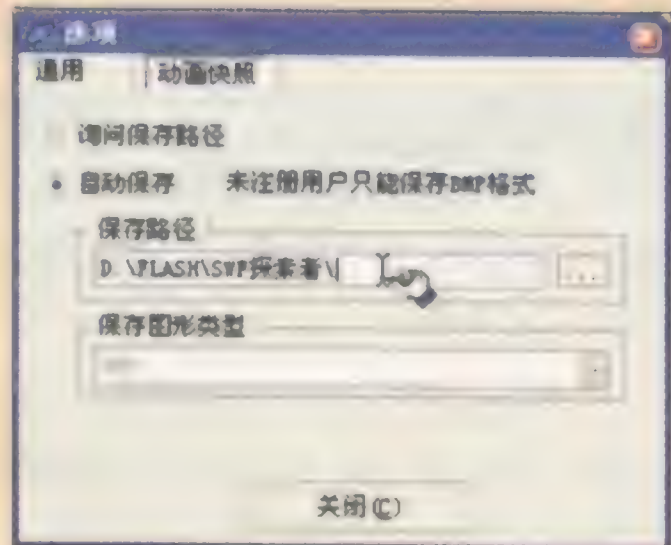 选项
通用 动画快照
询问保存路径
自动保存 未注册用户只能保存BMP格式
保存路径
D:\FLASH\SWF探索者\
...
保存图形类型
关闭(C)